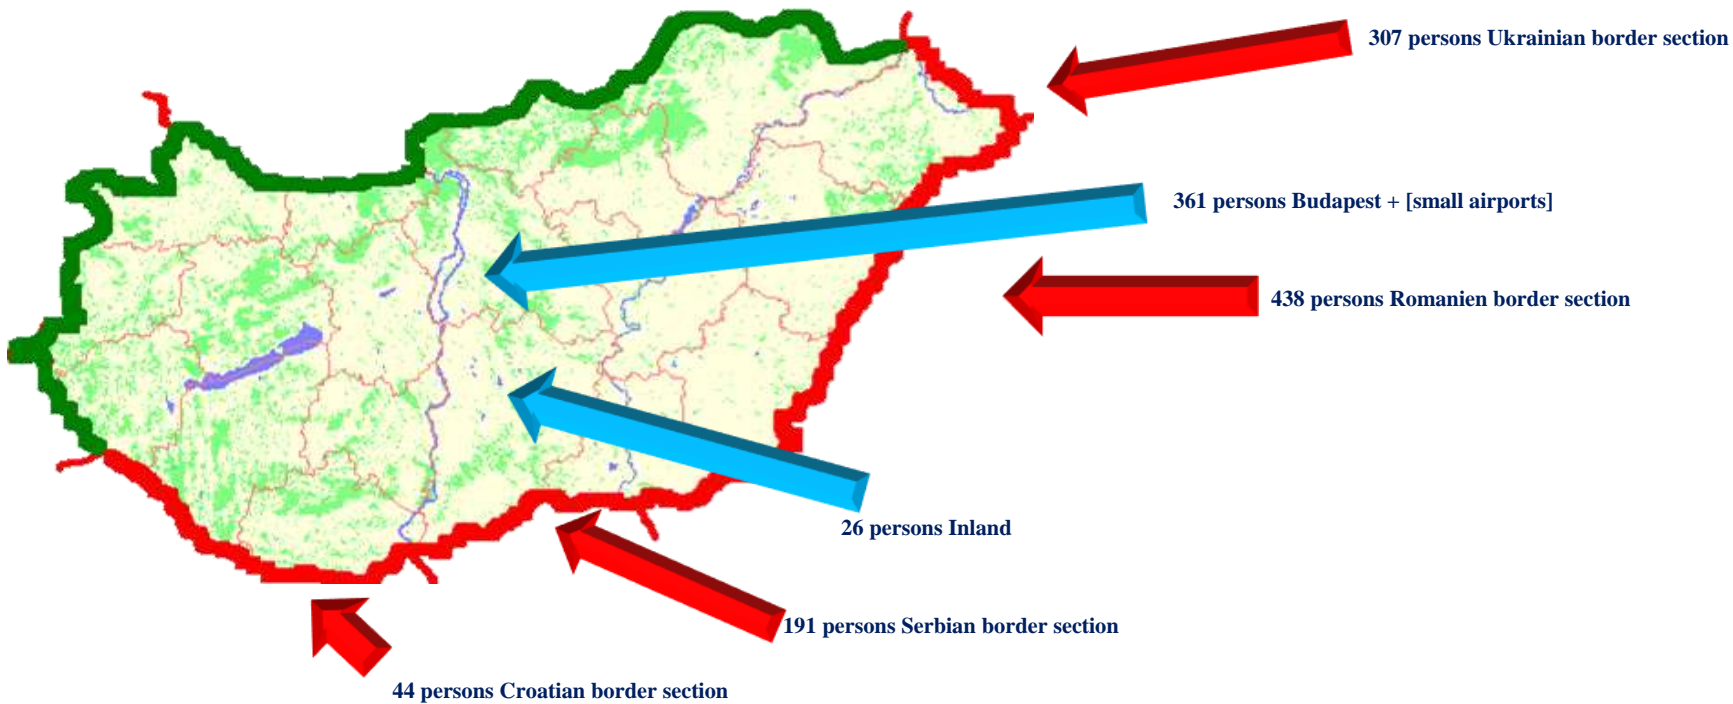 307 persons Ukrainian border section
361 persons Budapest + [small airports]
438 persons Romanien border section
26 persons Inland
191 persons Serbian border section
44 persons Croatian border section